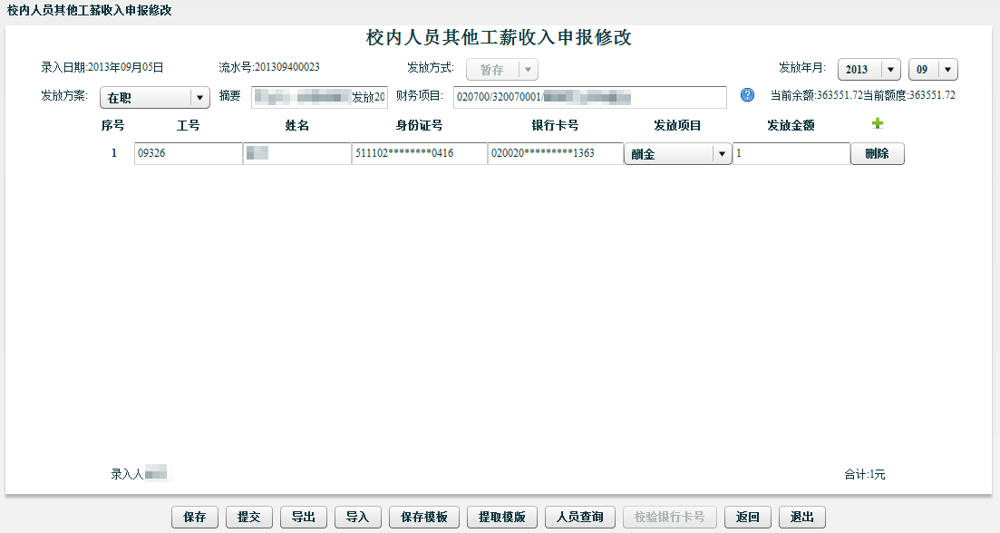 校内人员其他工薪收入申报修改
校内人员其他工薪收入申报修改
录入日期:2013年09月05日 流水号:201309400023 发放方式: 暂存 发放年月: 2013 09
发放方案: 在职 摘要 发放20 财务项目: 020700/320070001/ 当前余额:363551.72当前额度:363551.72
序号 工号 姓名 身份证号 银行卡号 发放项目 发放金额
1 09326 511102********0416 020020*********1363 酬金 1 删除
录入人 合计:1元
保存 提交 导出 导入 保存模板 提取模版 人员查询 校验银行卡号 返回 退出